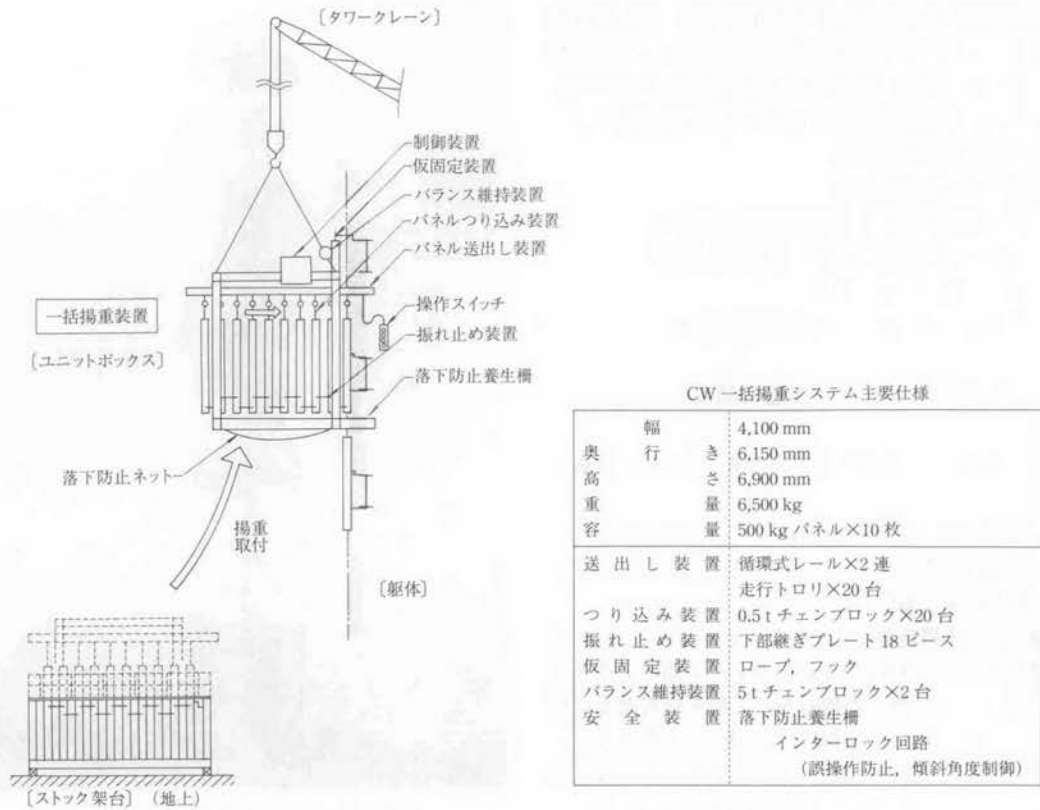 〔タワークレーン〕
制御装置
仮固定装置
バランス維持装置
パネルつり込み装置
パネル送出し装置
操作スイッチ
振れ止め装置
落下防止養生柵
一括揚重装置
〔ユニットボックス〕
落下防止ネット
揚重
取付
〔躯体〕
〔ストック架台〕（地上）
CW 一括揚重システム主要仕様
幅 4,100 mm
奥行き 6,150 mm
高さ 6,900 mm
重量 6,500 kg
容量 500 kg パネル×10 枚
送出し装置 循環式レール×2 連
走行トロリ×20 台
つり込み装置 0.5 t チェンブロック×20 台
振れ止め装置 下部継ぎプレート 18 ピース
仮固定装置 ロープ，フック
バランス維持装置 5 t チェンブロック×2 台
安全装置 落下防止養生柵
インターロック回路
（誤操作防止，傾斜角度制御）